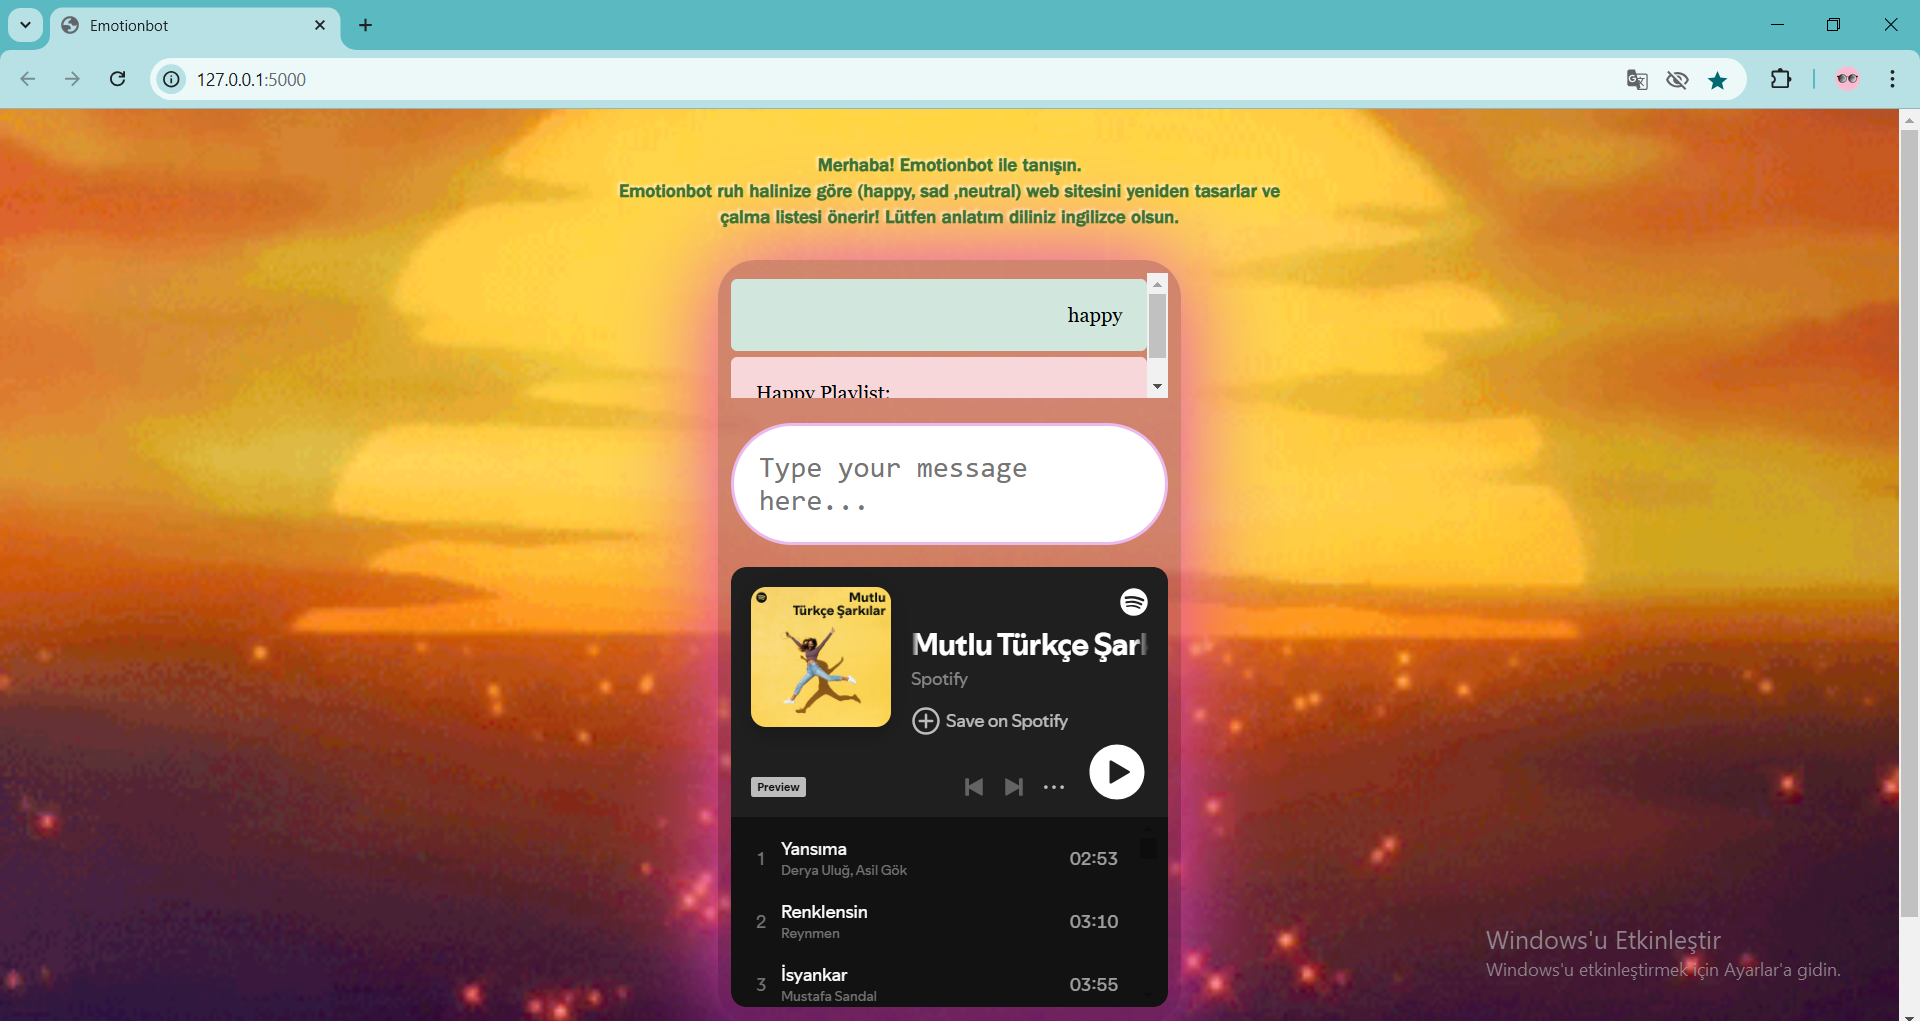 Emotionbot
127.0.0.1:5000
Merhaba! Emotionbot ile tanışın.
Emotionbot ruh halinize göre (happy, sad ,neutral) web sitesini yeniden tasarlar ve
çalma listesi önerir! Lütfen anlatım diliniz ingilizce olsun.
happy
Happy Playlist:
Type your message
here...
Mutlu
Türkçe Şarkılar
Mutlu Türkçe Şarl
Spotify
Save on Spotify
Preview
1 Yansıma 02:53
Derya Uluğ, Asil Gök
2 Renklensin 03:10
Reynmen
3 İsyankar 03:55
Mustafa Sandal
Windows'u Etkinleştir
Windows'u etkinleştirmek için Ayarlar'a gidin.